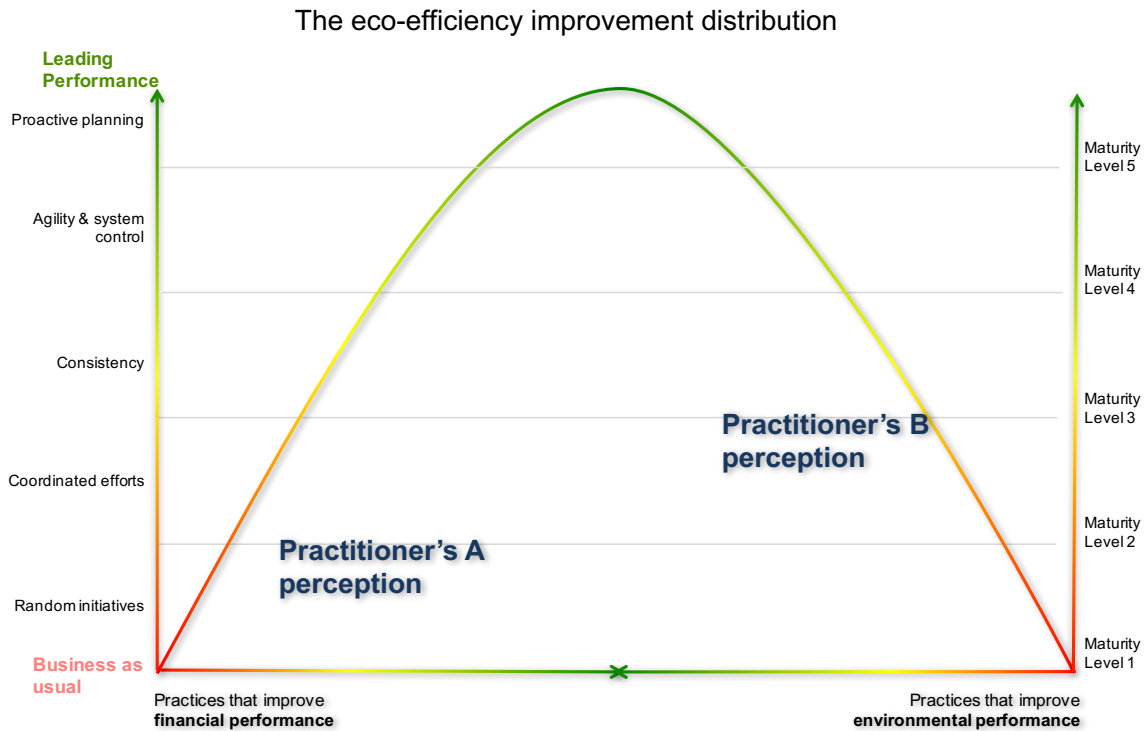 The eco-efficiency improvement distribution
Leading
Performance
Proactive planning
Agility & system
control
Consistency
Coordinated efforts
Random initiatives
Business as
usual
Maturity
Level 5
Maturity
Level 4
Maturity
Level 3
Maturity
Level 2
Maturity
Level 1
Practitioner's B
perception
Practitioner's A
perception
Practices that improve
financial performance
Practices that improve
environmental performance